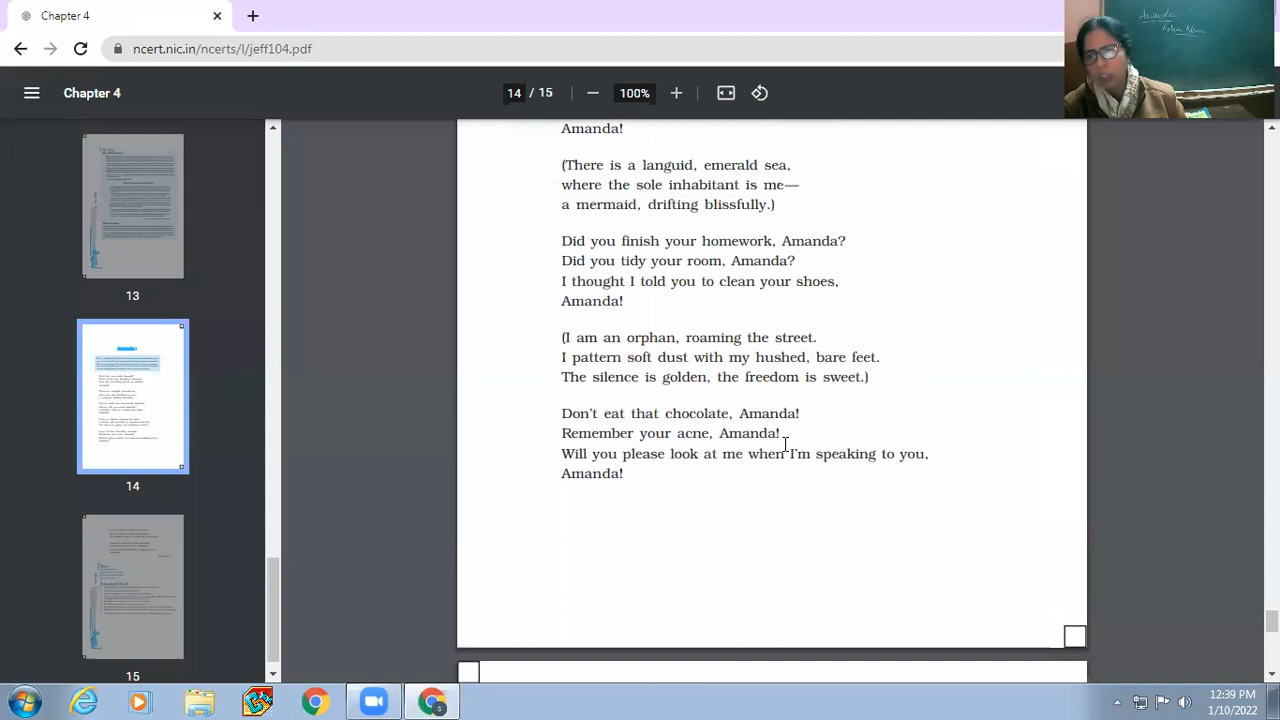 Chapter 4
ncert.nic.in/ncerts/l/jeff104.pdf
Chapter 4
14 / 15
100%
Amanda!
(There is a languid, emerald sea,
where the sole inhabitant is me—
a mermaid, drifting blissfully.)
Did you finish your homework, Amanda?
Did you tidy your room, Amanda?
I thought I told you to clean your shoes,
Amanda!
(I am an orphan, roaming the street.
I pattern soft dust with my hushed, bare feet.
The silence is golden, the freedom is sweet.)
Don't eat that chocolate, Amanda!
Remember your acne, Amanda!
Will you please look at me when I'm speaking to you,
Amanda!
13
14
15
Amanda
Robin Klein
12:39 PM
1/10/2022